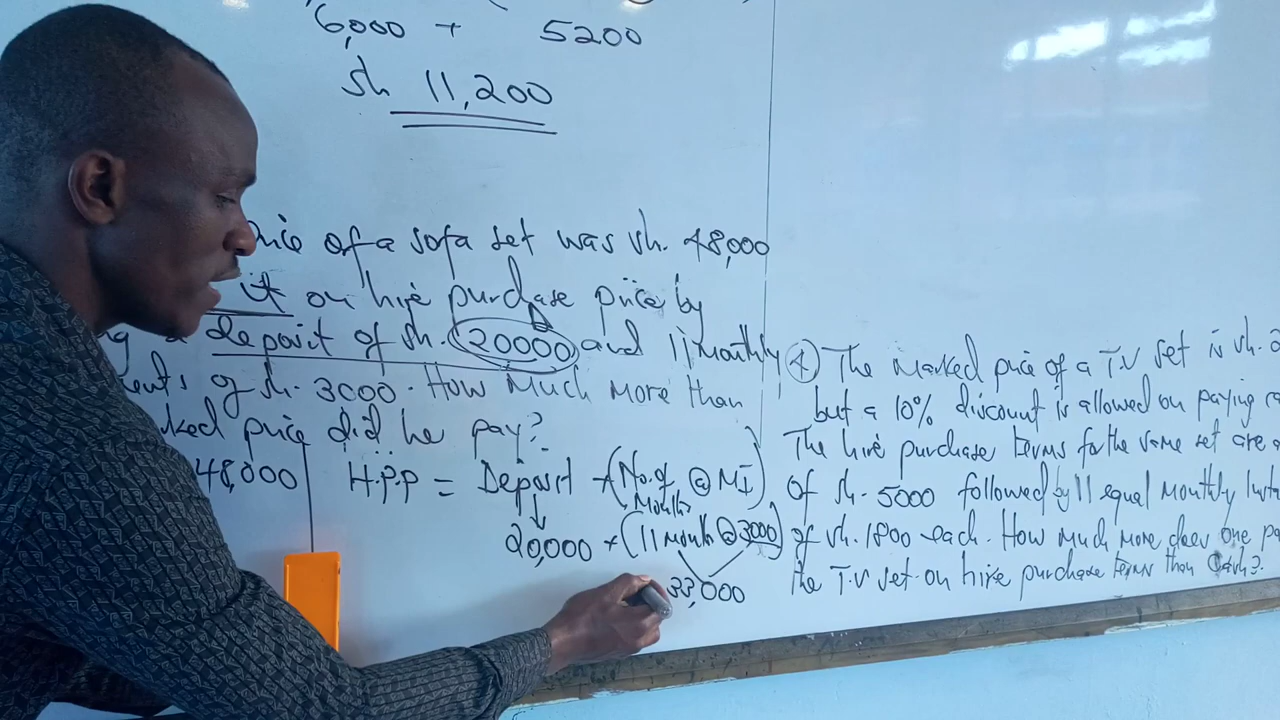 6,000 + 5200
sh 11,200
Price of a sofa set was sh. 48,000
it on hire purchase price by
deposit of sh. 20000 and 11 monthly
of sh. 3000. How Much more than
price did he pay?
48,000 H.P.P = Deposit + (No. of @ MI)
Months
20,000 + (11 month @ 3000)
33,000
4 The Marked price of a T.V set is sh.
but a 10% discount is allowed on paying
The hire purchase terms for the same set are
of sh. 5000 followed by 11 equal Monthly
of sh. 1800 each. How Much More does one
the T.V set on hire purchase terms than Cash?